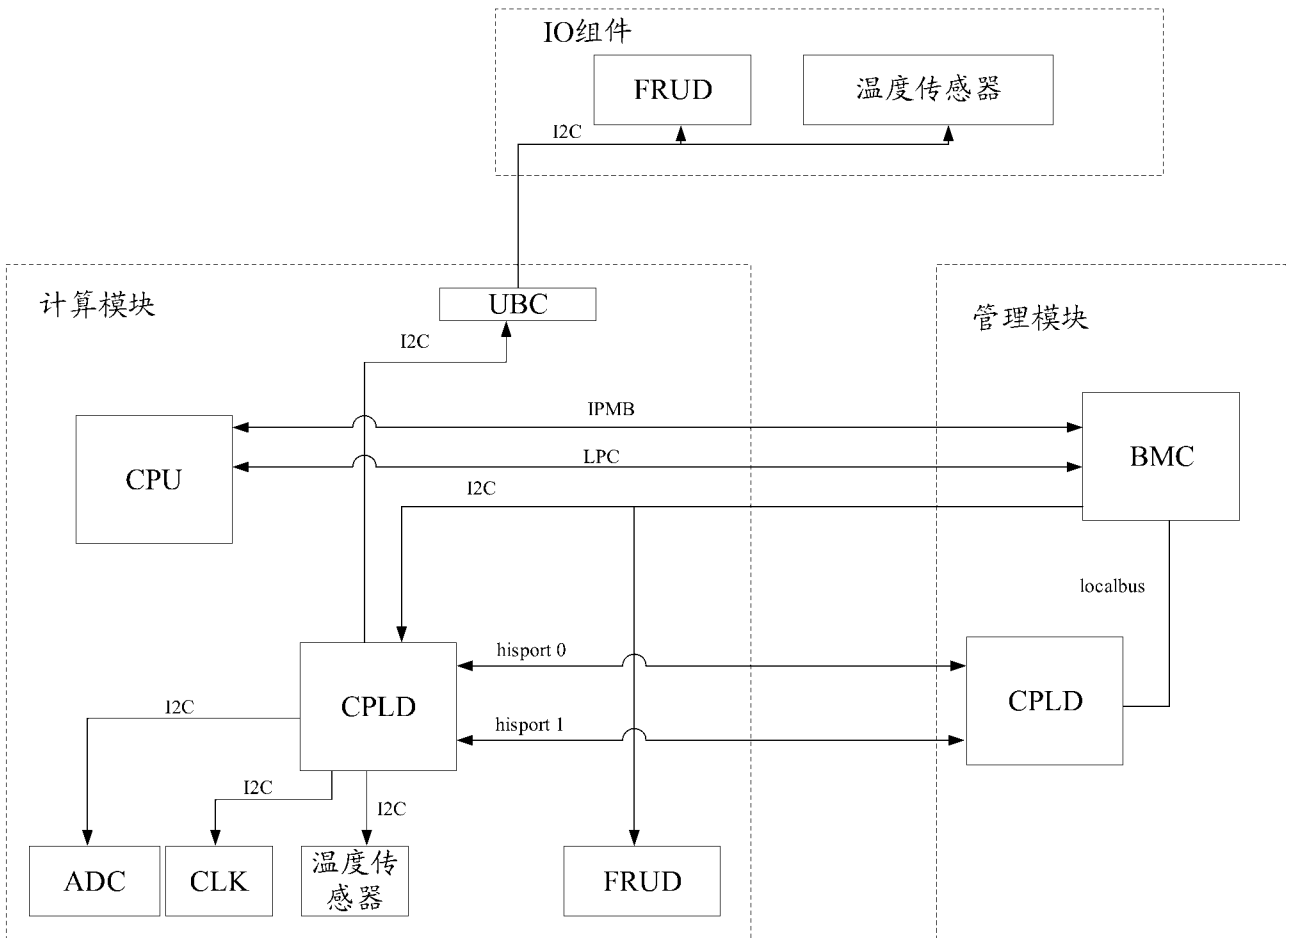 IO组件
FRUD
温度传感器
I2C
计算模块
UBC
管理模块
I2C
IPMB
CPU
LPC
BMC
I2C
localbus
hisport 0
CPLD
CPLD
I2C
hisport 1
I2C
I2C
ADC
CLK
温度传
感器
FRUD